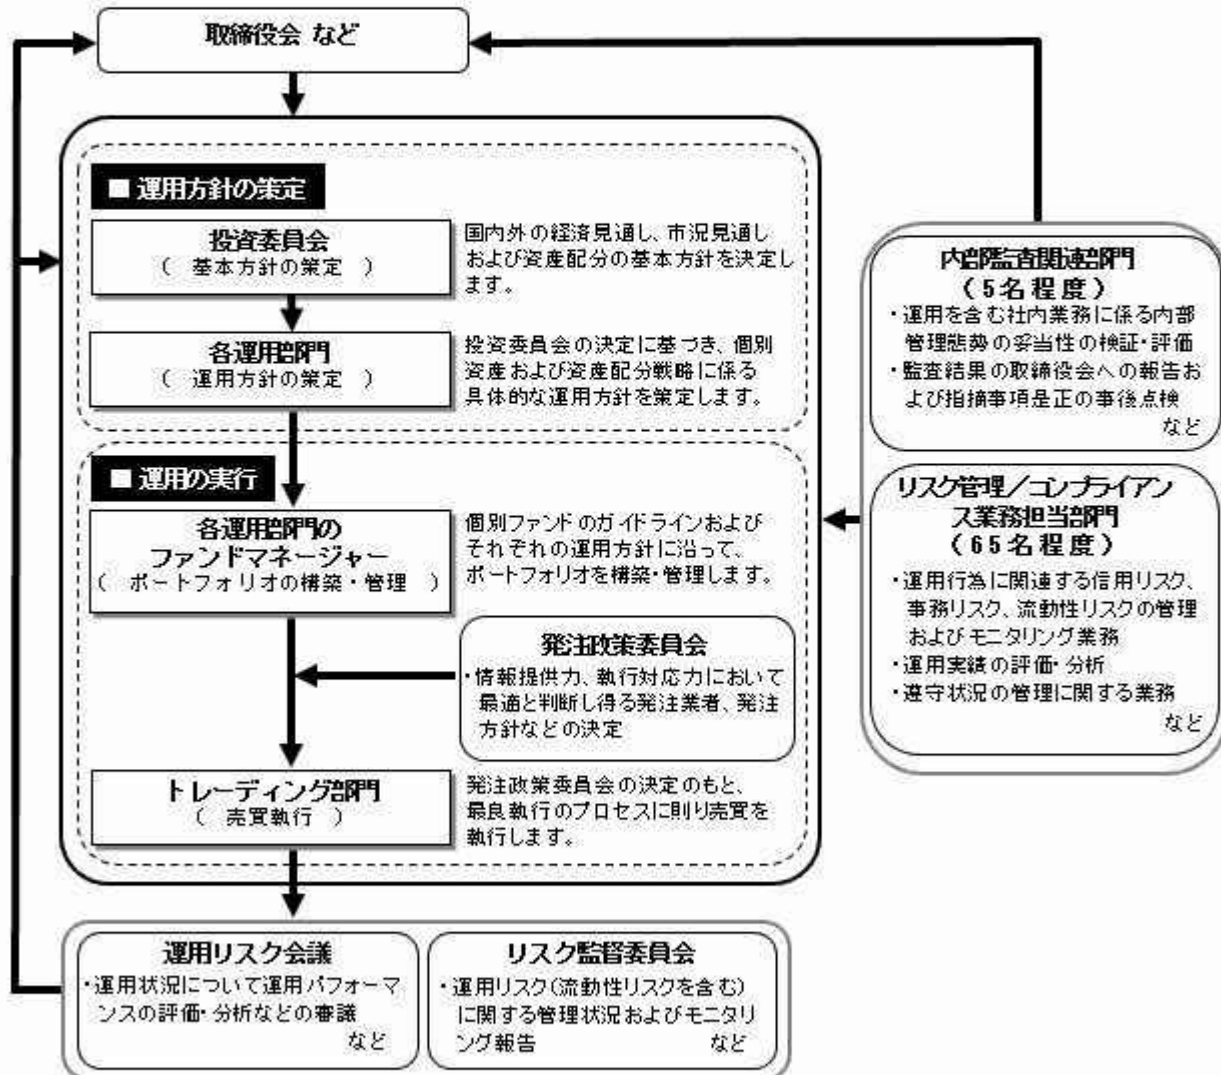 取締役会 など
■ 運用方針の策定
投資委員会
（ 基本方針の策定 ）
国内外の経済見通し、市況見通し
および資産配分の基本方針を決定し
ます。
各運用部門
（ 運用方針の策定 ）
投資委員会の決定に基づき、個別
資産および資産配分戦略に係る
具体的な運用方針を策定します。
■ 運用の実行
各運用部門の
ファンドマネージャー
（ ポートフォリオの構築・管理 ）
個別ファンドのガイドラインおよび
それぞれの運用方針に沿って、
ポートフォリオを構築・管理します。
発注政策委員会
・情報提供力、執行対応力において
最適と判断し得る発注業者、発注
方針などの決定
トレーディング部門
（ 売買執行 ）
発注政策委員会の決定のもと、
最良執行のプロセスに則り売買を
執行します。
内部監査関連部門
（5名程度）
・運用を含む社内業務に係る内部
管理態勢の妥当性の検証・評価
・監査結果の取締役会への報告お
よび指摘事項是正の事後点検
など
リスク管理／コンプライアン
ス業務担当部門
（65名程度）
・運用行為に関連する信用リスク、
事務リスク、流動性リスクの管理
およびモニタリング業務
・運用実績の評価・分析
・遵守状況の管理に関する業務
など
運用リスク会議
・運用状況について運用パフォーマ
ンスの評価・分析などの審議
など
リスク監督委員会
・運用リスク（流動性リスクを含む）
に関する管理状況およびモニタリ
ング報告 など